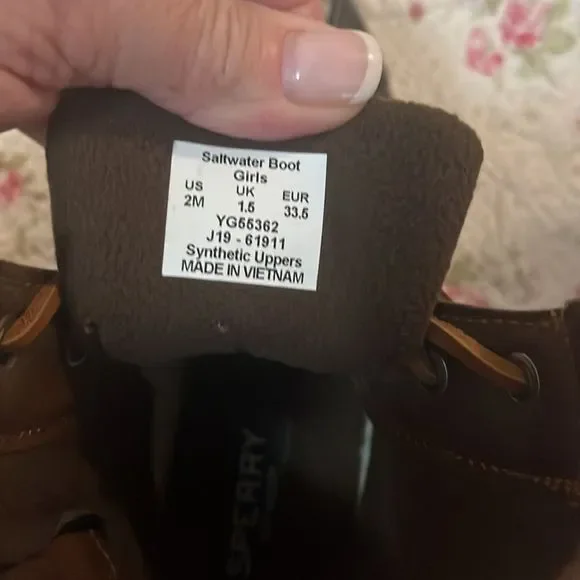 Saltwater Boot
Girls
US UK EUR
2M 1.5 33.5
YG55362
J19 - 61911
Synthetic Uppers
MADE IN VIETNAM
SPERRY